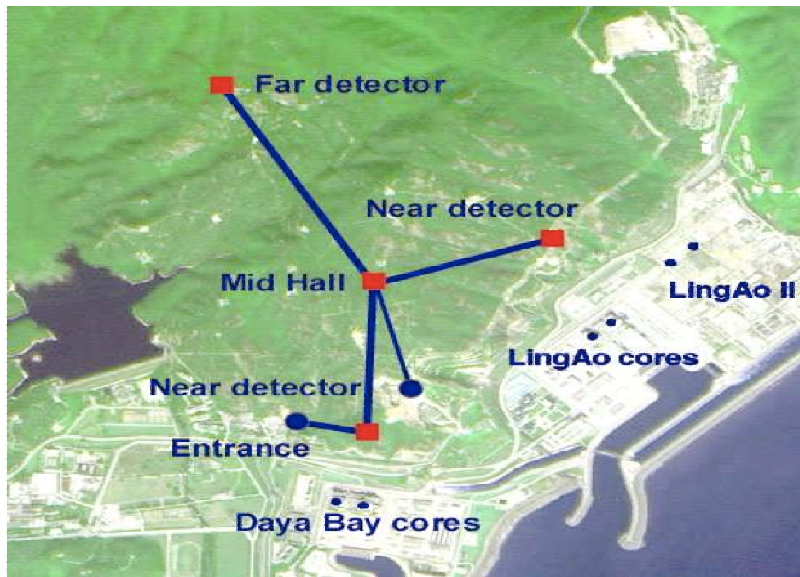 Far detector
Near detector
Mid Hall
LingAo II
LingAo cores
Near detector
Entrance
Daya Bay cores